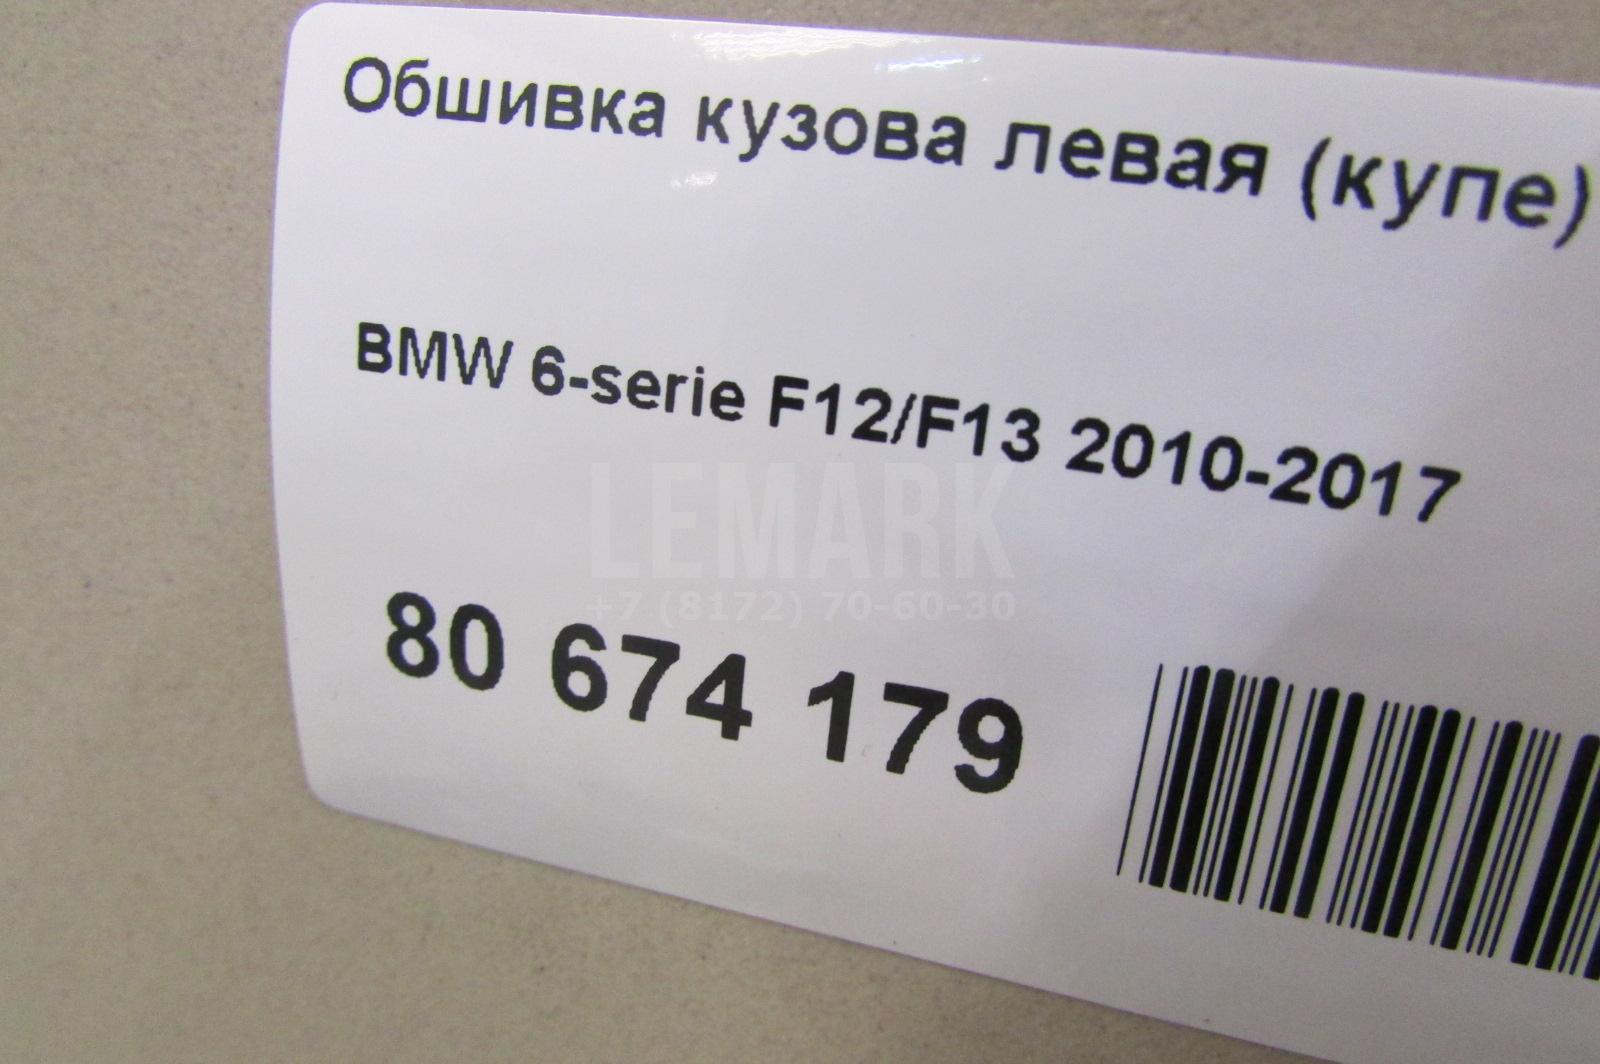 Обшивка кузова левая (купе)
BMW 6-serie F12/F13 2010-2017
LEMARK
+7 (8172) 70-60-30
80 674 179